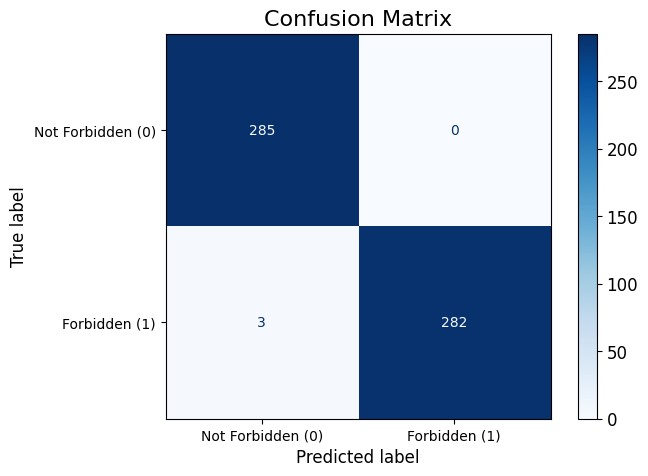 Confusion Matrix
True label
Not Forbidden (0)
285
0
Forbidden (1)
3
282
Not Forbidden (0)
Forbidden (1)
Predicted label
250
200
150
100
50
0